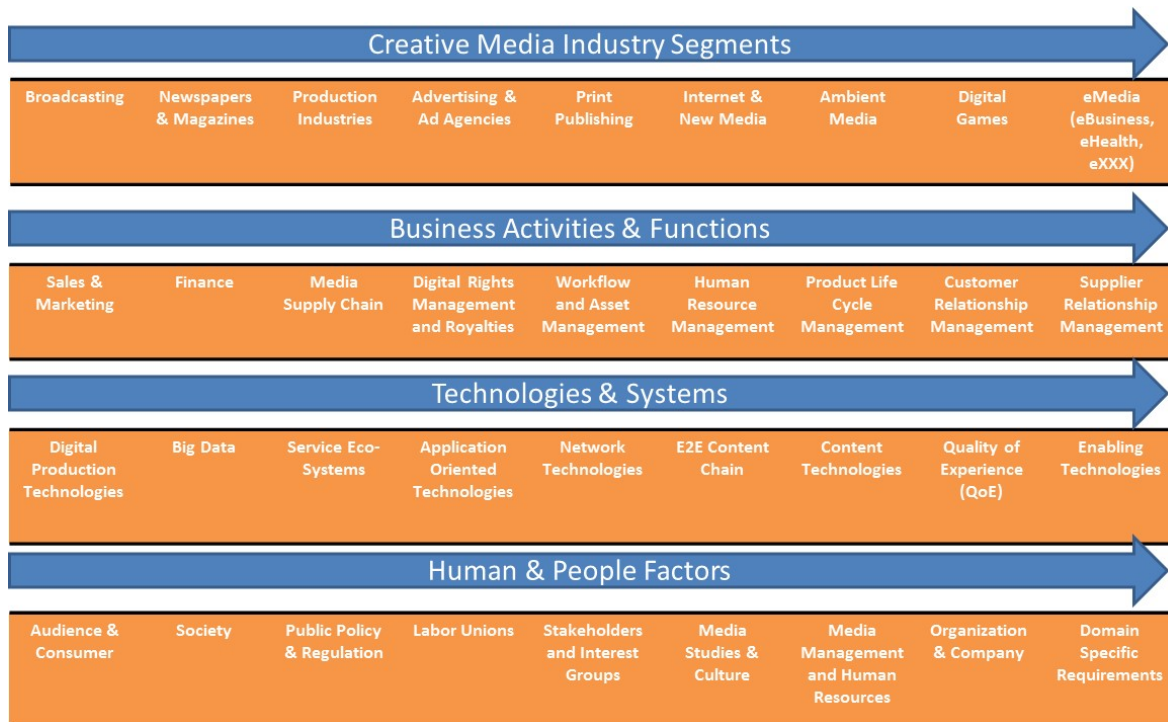 Creative Media Industry Segments
Broadcasting
Newspapers
& Magazines
Production
Industries
Advertising &
Ad Agencies
Print
Publishing
Internet &
New Media
Ambient
Media
Digital
Games
eMedia
(eBusiness,
eHealth,
eXXX)
Business Activities & Functions
Sales &
Marketing
Finance
Media
Supply Chain
Digital Rights
Management
and Royalties
Workflow
and Asset
Management
Human
Resource
Management
Product Life
Cycle
Management
Customer
Relationship
Management
Supplier
Relationship
Management
Technologies & Systems
Digital
Production
Technologies
Big Data
Service Eco-
Systems
Application
Oriented
Technologies
Network
Technologies
E2E Content
Chain
Content
Technologies
Quality of
Experience
(QoE)
Enabling
Technologies
Human & People Factors
Audience &
Consumer
Society
Public Policy
& Regulation
Labor Unions
Stakeholders
and Interest
Groups
Media
Studies &
Culture
Media
Management
and Human
Resources
Organization
& Company
Domain
Specific
Requirements